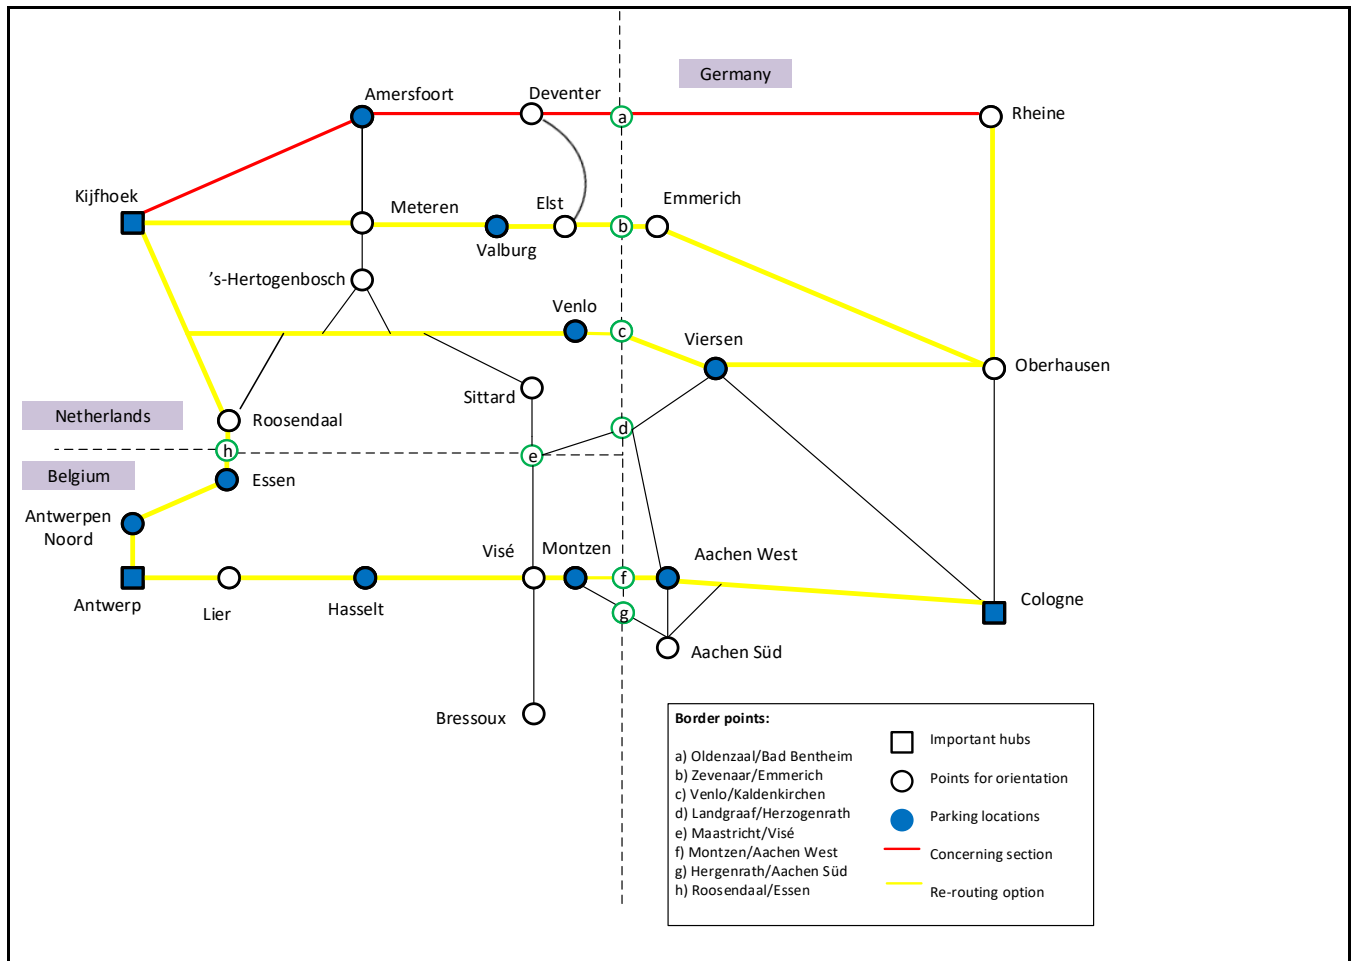 Germany
Amersfoort
Deventer
a
Rheine
Kijfhoek
Meteren
Elst
Emmerich
b
Valburg
's-Hertogenbosch
Venlo
c
Viersen
Oberhausen
Sittard
Netherlands
Roosendaal
d
h
e
Belgium
Essen
Antwerpen
Noord
Visé
Montzen
Aachen West
f
Antwerp
Lier
Hasselt
g
Cologne
Aachen Süd
Bressoux
Border points:
a) Oldenzaal/Bad Bentheim
b) Zevenaar/Emmerich
c) Venlo/Kaldenkirchen
d) Landgraaf/Herzogenrath
e) Maastricht/Visé
f) Montzen/Aachen West
g) Hergenrath/Aachen Süd
h) Roosendaal/Essen
Important hubs
Points for orientation
Parking locations
Concerning section
Re-routing option